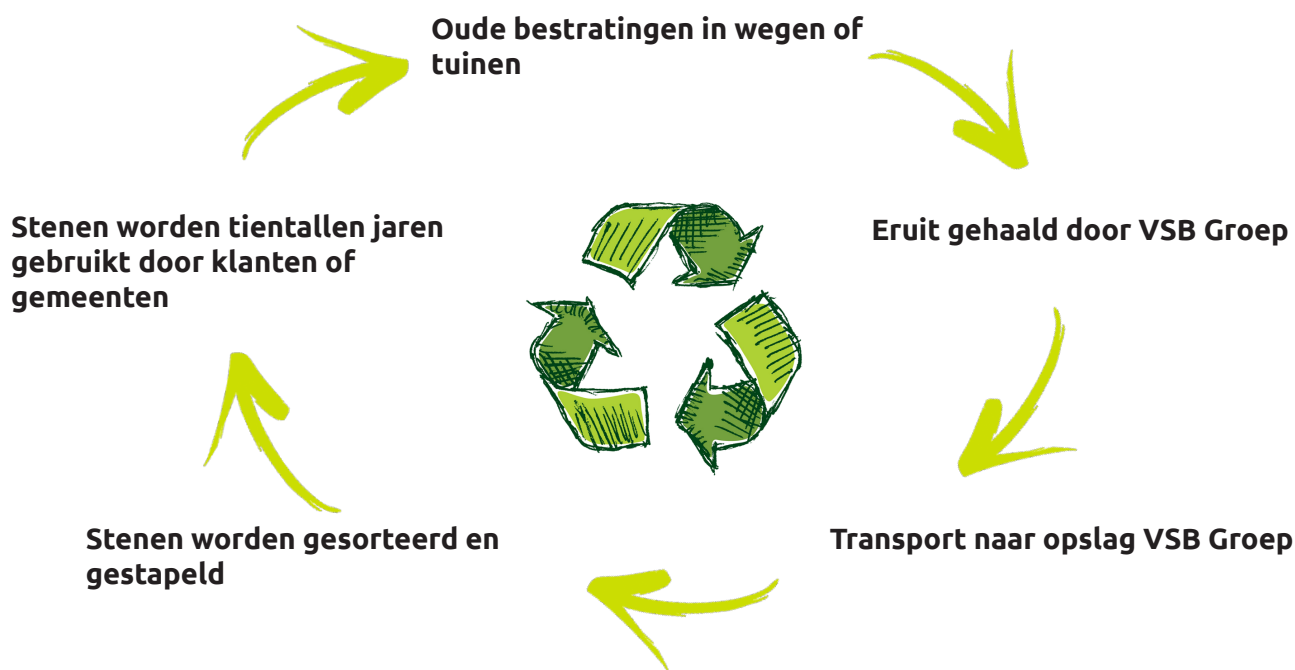 Oude bestratingen in wegen of
tuinen
Eruit gehaald door VSB Groep
Transport naar opslag VSB Groep
Stenen worden gesorteerd en
gestapeld
Stenen worden tientallen jaren
gebruikt door klanten of
gemeenten